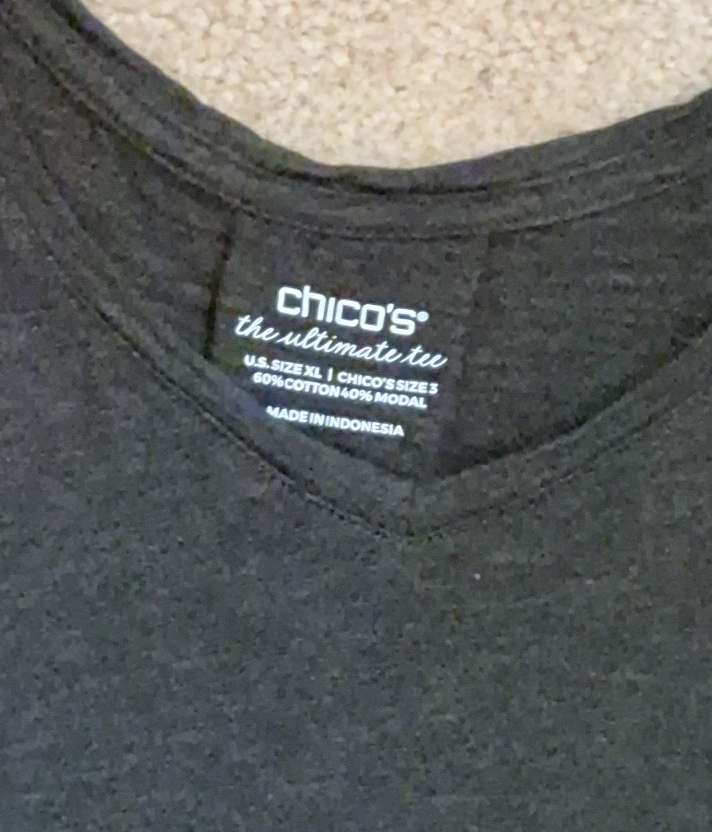 chico's®
the ultimate tee
U.S. SIZE XL | CHICO'S SIZE 3
60% COTTON 40% MODAL
MADE IN INDONESIA